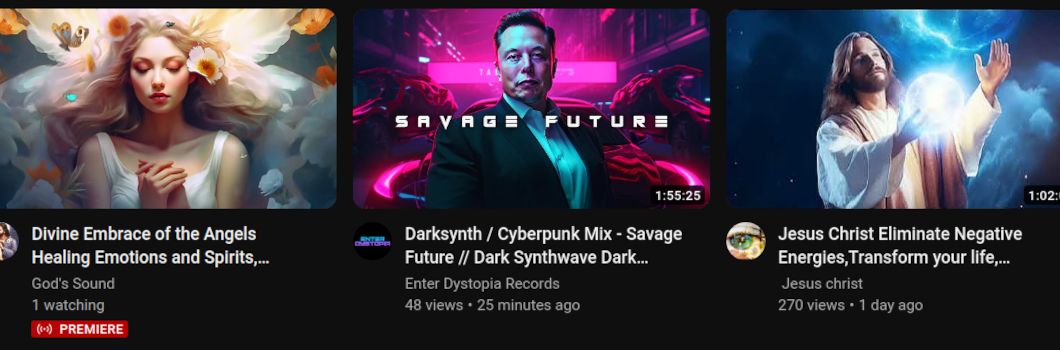 SAVAGE FUTURE
1:55:25
Divine Embrace of the Angels
Healing Emotions and Spirits,...
God's Sound
1 watching
PREMIERE
ENTER
DYSTOPIA
Darksynth / Cyberpunk Mix - Savage
Future // Dark Synthwave Dark...
Enter Dystopia Records
48 views • 25 minutes ago
1:02:
Jesus Christ Eliminate Negative
Energies,Transform your life,...
Jesus christ
270 views • 1 day ago